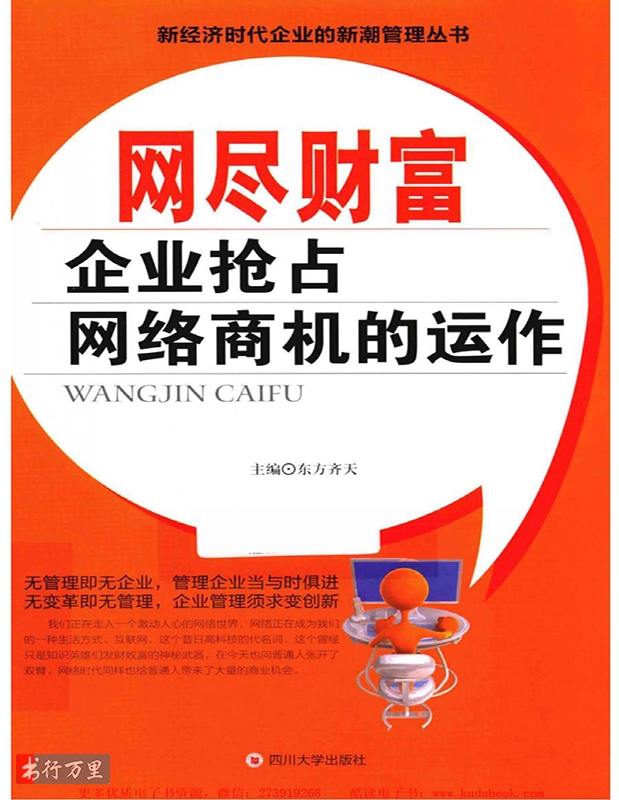 新经济时代企业的新潮管理丛书
网尽财富
企业抢占
网络商机的运作
WANGJIN CAIFU
主编⊙东方齐天
无管理即无企业，管理企业当与时俱进
无变革即无管理，企业管理须求变创新
我们正在走入一个激动人心的网络世界，网络正在成为我们
的一种生活方式。互联网，这个昔日高科技的代名词，这个曾经
只是知识英雄们发财致富的神秘武器，在今天也向普通人张开了
双臂，网络时代同样也给普通人带来了大量的商业机会。
四川大学出版社
书行万里
更多优质电子书资源，微信：273919268 酷读电子书：www.kudubook.com